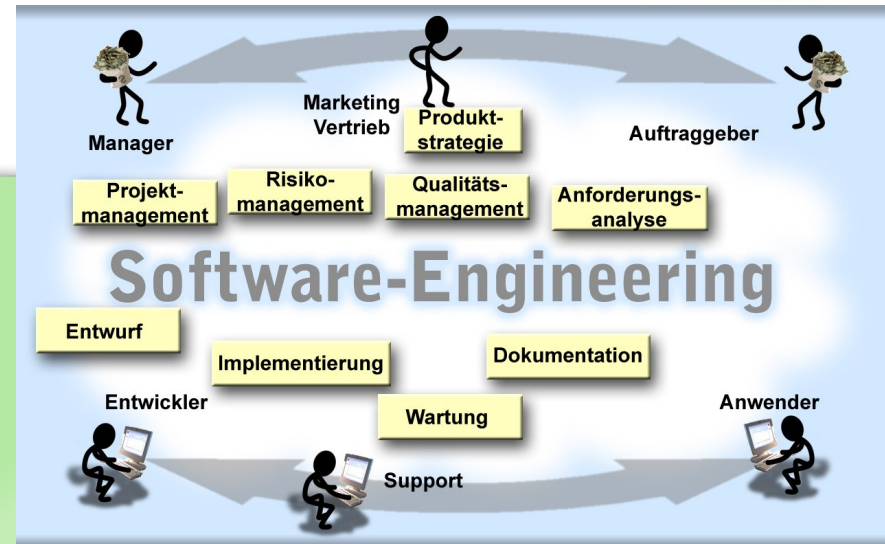 Manager
Marketing
Vertrieb
Produkt-
strategie
Auftraggeber
Projekt-
management
Risiko-
management
Qualitäts-
management
Anforderungs-
analyse
Software-Engineering
Entwurf
Implementierung
Dokumentation
Wartung
Entwickler
Support
Anwender